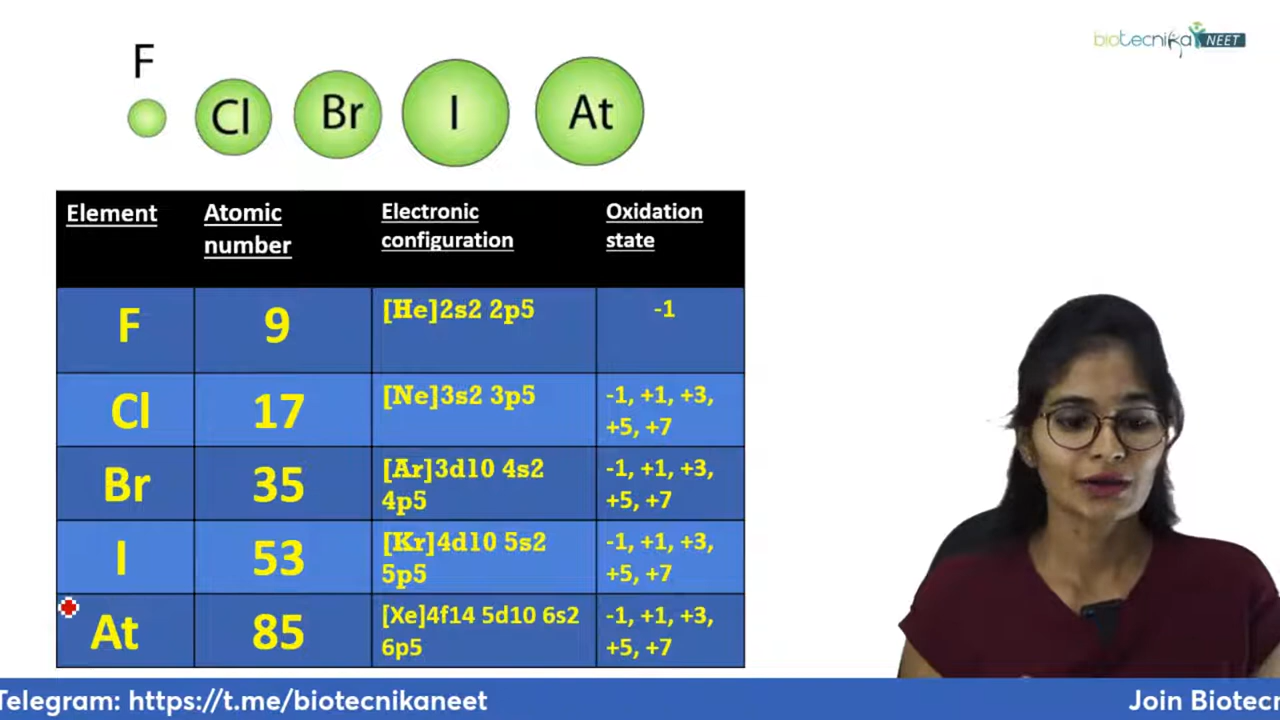 biotecnika NEET
F
Cl Br I At
Element Atomic number Electronic configuration Oxidation state
F 9 [He]2s2 2p5 -1
Cl 17 [Ne]3s2 3p5 -1, +1, +3, +5, +7
Br 35 [Ar]3d10 4s2 4p5 -1, +1, +3, +5, +7
I 53 [Kr]4d10 5s2 5p5 -1, +1, +3, +5, +7
At 85 [Xe]4f14 5d10 6s2 6p5 -1, +1, +3, +5, +7
Telegram: https://t.me/biotecnikaneet Join Biotecn